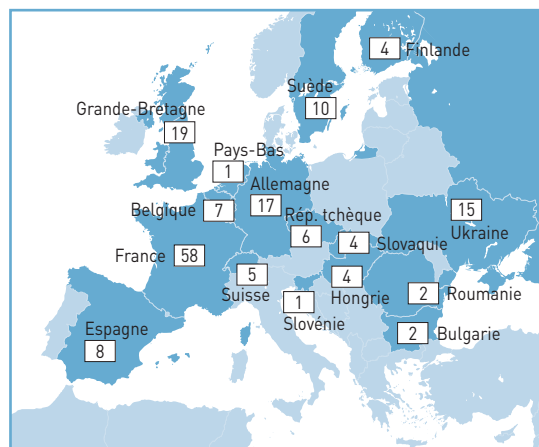 4
Finlande
Suède
10
Grande-Bretagne
19
Pays-Bas
1
Allemagne
17
Belgique
7
Rép. tchèque
6
15
Ukraine
4
Slovaquie
France
58
5
Suisse
4
Hongrie
1
Slovénie
2
Roumanie
Espagne
8
2
Bulgarie